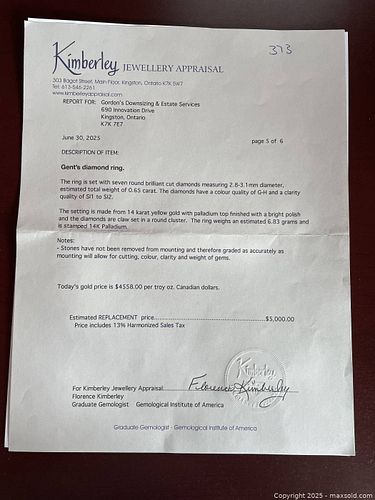 373
Kimberley JEWELLERY APPRAISAL
303 Bagot Street, Main Floor, Kingston, Ontario K7K 5W7
Tel: 613-546-2261
www.kimberleyappraisal.com
REPORT FOR: Gordon's Downsizing & Estate Services
690 Innovation Drive
Kingston, Ontario
K7K 7E7
June 30, 2025
page 5 of 6
DESCRIPTION OF ITEM:
Gent's diamond ring.
The ring is set with seven round brilliant cut diamonds measuring 2.8-3.1mm diameter,
estimated total weight of 0.65 carat. The diamonds have a colour quality of G-H and a clarity
quality of SI1 to SI2.
The setting is made from 14 karat yellow gold with palladium top finished with a bright polish
and the diamonds are claw set in a round cluster. The ring weighs an estimated 6.83 grams and
is stamped 14K Palladium.
Notes:
- Stones have not been removed from mounting and therefore graded as accurately as
mounting will allow for cutting, colour, clarity and weight of gems.
Today's gold price is $4558.00 per troy oz. Canadian dollars.
Estimated REPLACEMENT price...$5,000.00
Price includes 13% Harmonized Sales Tax
Kimberley
For Kimberley Jewellery Appraisal: Florence Kimberley
Florence Kimberley
Graduate Gemologist Gemological Institute of America
Graduate Gemologist - Gemological Institute of America
Copyright 2025 - maxsold.com